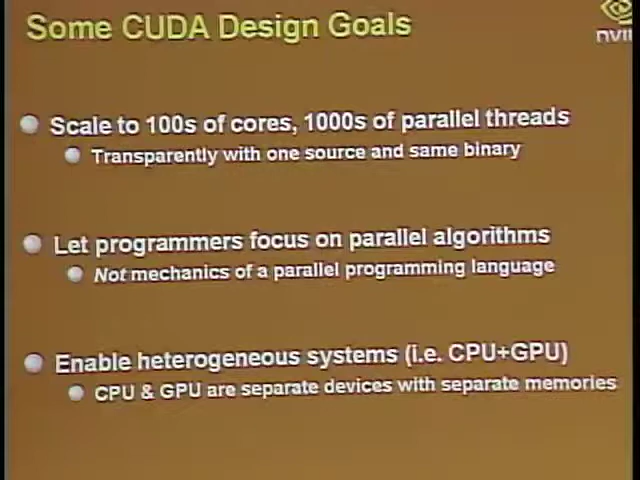 Some CUDA Design Goals
Scale to 100s of cores, 1000s of parallel threads
Transparently with one source and same binary
Let programmers focus on parallel algorithms
Not mechanics of a parallel programming language
Enable heterogeneous systems (i.e. CPU+GPU)
CPU & GPU are separate devices with separate memories